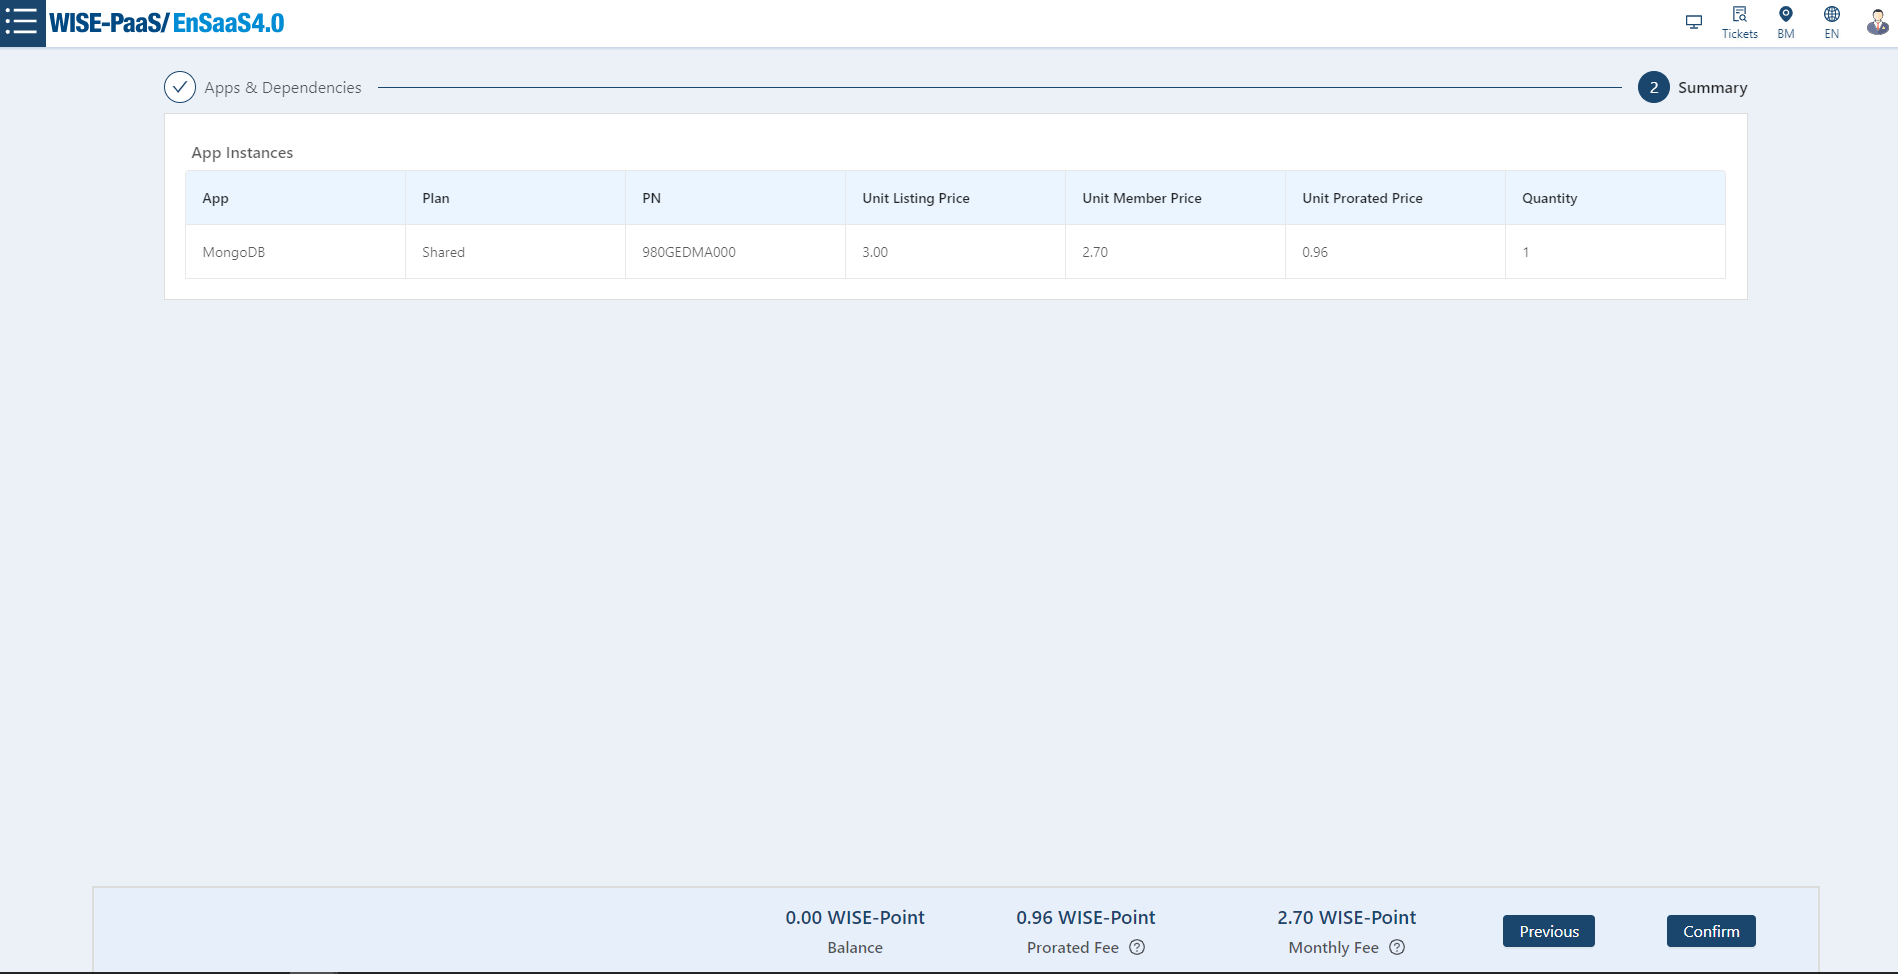 WISE-PaaS/EnSaaS4.0
Tickets
BM
EN
Apps & Dependencies
2 Summary
App Instances
App Plan PN Unit Listing Price Unit Member Price Unit Prorated Price Quantity
MongoDB Shared 980GEDMA000 3.00 2.70 0.96 1
0.00 WISE-Point 0.96 WISE-Point 2.70 WISE-Point
Balance Prorated Fee ? Monthly Fee ?
Previous Confirm